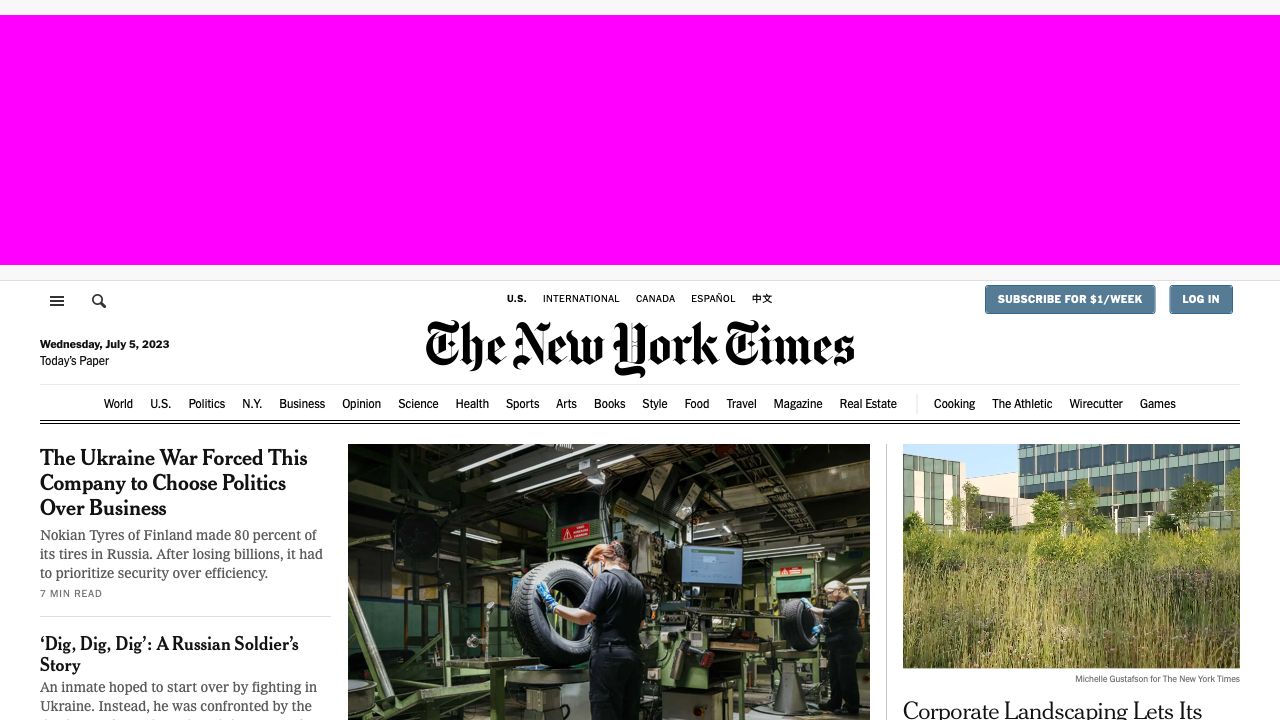 U.S. INTERNATIONAL CANADA ESPAÑOL 中文
SUBSCRIBE FOR $1/WEEK LOG IN
The New York Times
Wednesday, July 5, 2023
Today's Paper
World U.S. Politics N.Y. Business Opinion Science Health Sports Arts Books Style Food Travel Magazine Real Estate Cooking The Athletic Wirecutter Games
The Ukraine War Forced This
Company to Choose Politics
Over Business
Nokian Tyres of Finland made 80 percent of
its tires in Russia. After losing billions, it had
to prioritize security over efficiency.
7 MIN READ
‘Dig, Dig, Dig’: A Russian Soldier’s
Story
An inmate hoped to start over by fighting in
Ukraine. Instead, he was confronted by the
Michelle Gustafson for The New York Times
Corporate Landscaping Lets Its